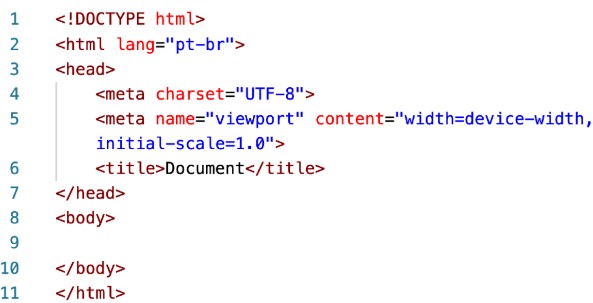 1 <!DOCTYPE html>
2 <html lang="pt-br">
3 <head>
4 <meta charset="UTF-8">
5 <meta name="viewport" content="width=device-width,
initial-scale=1.0">
6 <title>Document</title>
7 </head>
8 <body>
9
10 </body>
11 </html>